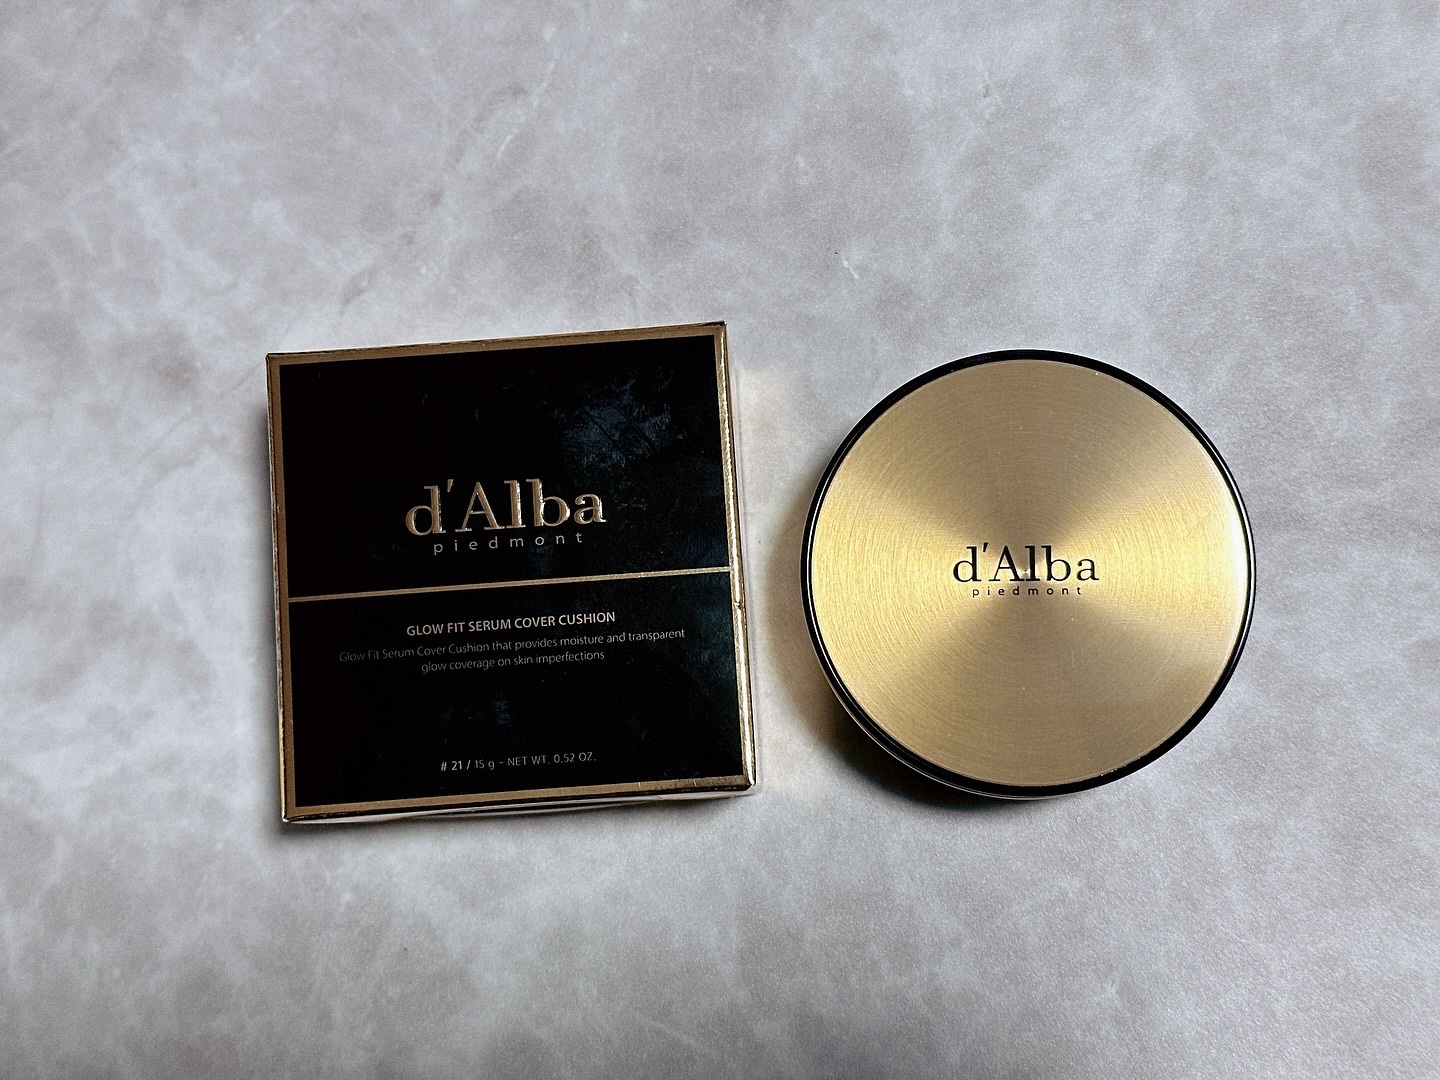 d'Alba
piedmont
GLOW FIT SERUM COVER CUSHION
Glow Fit Serum Cover Cushion that provides moisture and transparent
glow coverage on skin imperfections
# 21 / 15 g - NET WT. 0.52 OZ.
d'Alba
piedmont